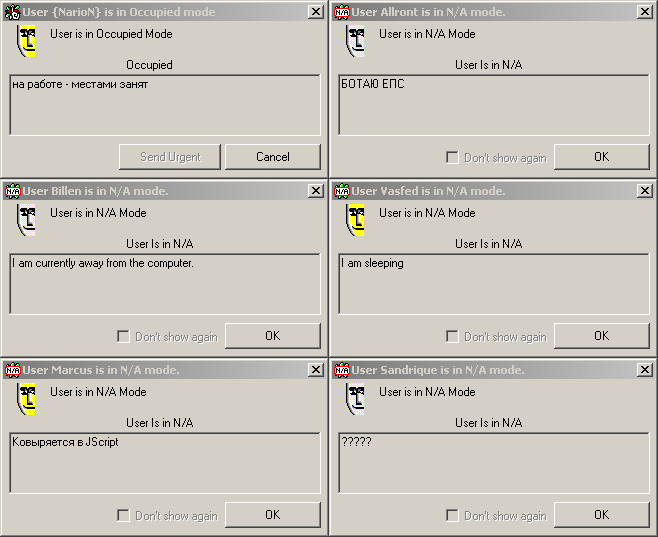 User {NarioN} is in Occupied mode
User is in Occupied Mode
Occupied
на работе - местами занят
Send Urgent
Cancel
User Allront is in N/A mode.
User is in N/A Mode
User Is in N/A
БОТАЮ ЕПС
Don't show again
OK
User Billen is in N/A mode.
User is in N/A Mode
User Is in N/A
I am currently away from the computer.
Don't show again
OK
User Vasfed is in N/A mode.
User is in N/A Mode
User Is in N/A
I am sleeping
Don't show again
OK
User Marcus is in N/A mode.
User is in N/A Mode
User Is in N/A
Ковыряется в JScript
Don't show again
OK
User Sandrique is in N/A mode.
User is in N/A Mode
User Is in N/A
?????
Don't show again
OK